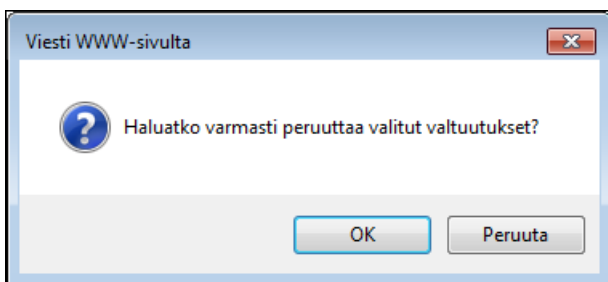 Viesti WWW-sivulta
Haluatko varmasti peruuttaa valitut valtuutukset?
OK
Peruuta